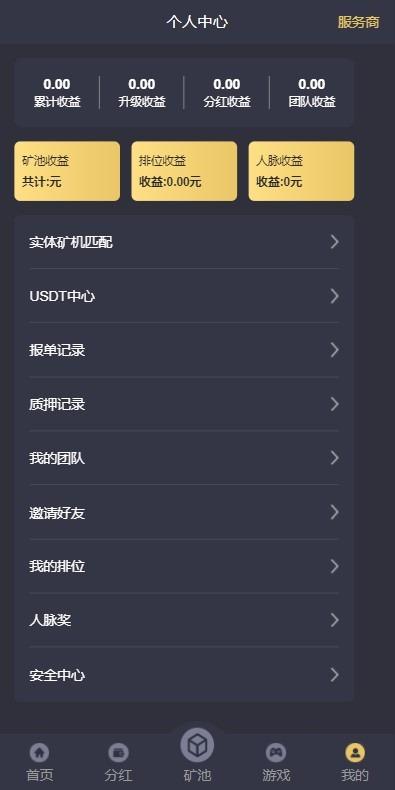 个人中心 服务商
0.00 0.00 0.00 0.00
累计收益 升级收益 分红收益 团队收益
矿池收益 排位收益 人脉收益
共计:元 收益:0.00元 收益:0元
实体矿机匹配
USDT中心
报单记录
质押记录
我的团队
邀请好友
我的排位
人脉奖
安全中心
首页 分红 矿池 游戏 我的